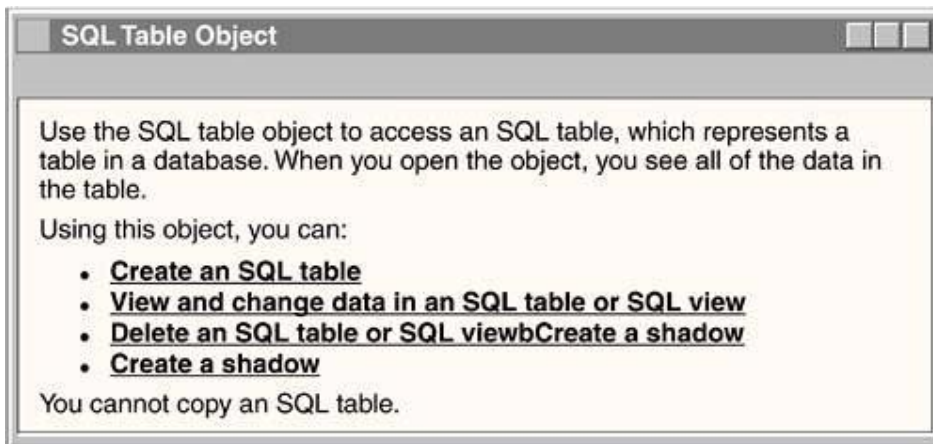 SQL Table Object
Use the SQL table object to access an SQL table, which represents a
table in a database. When you open the object, you see all of the data in
the table.
Using this object, you can:
• Create an SQL table
• View and change data in an SQL table or SQL view
• Delete an SQL table or SQL viewbCreate a shadow
• Create a shadow
You cannot copy an SQL table.